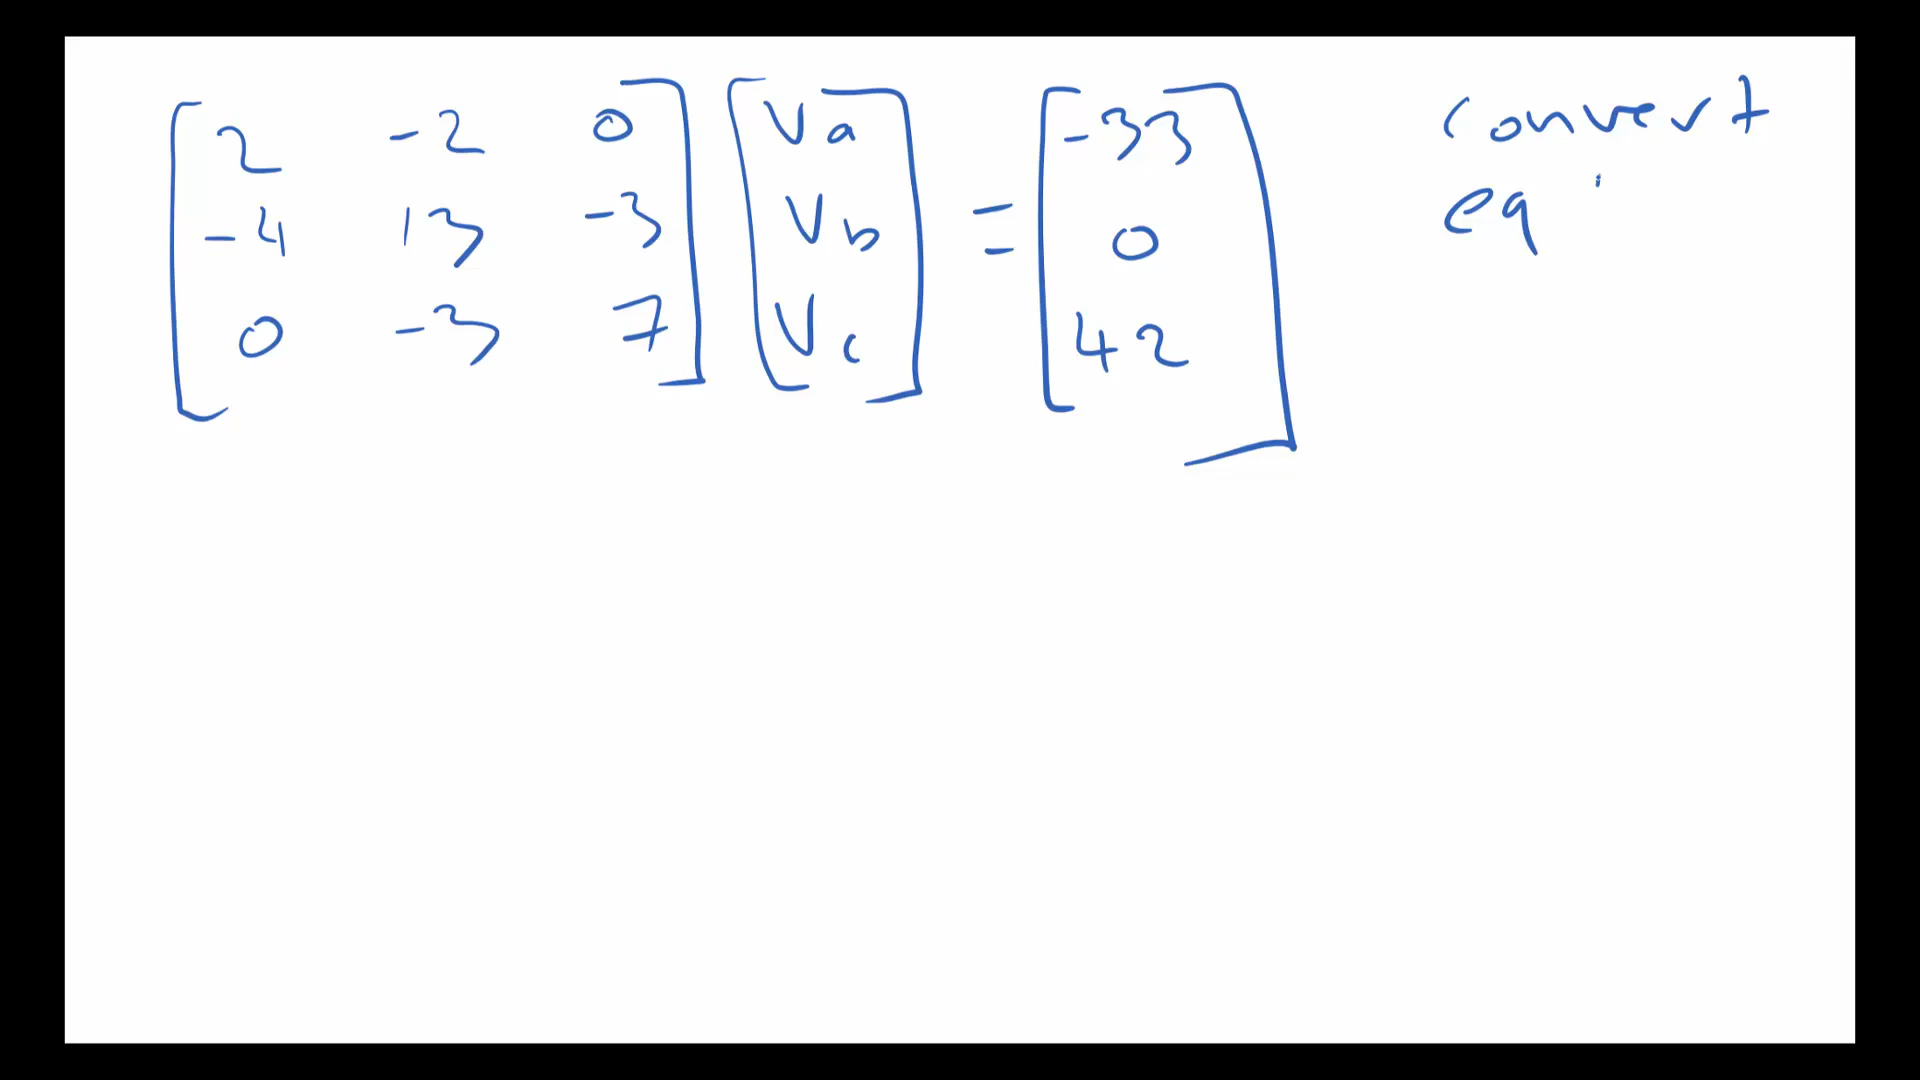 2 -2 0 Va -33 convert
-4 13 -3 Vb = 0 eq
0 -3 7 Vc 42